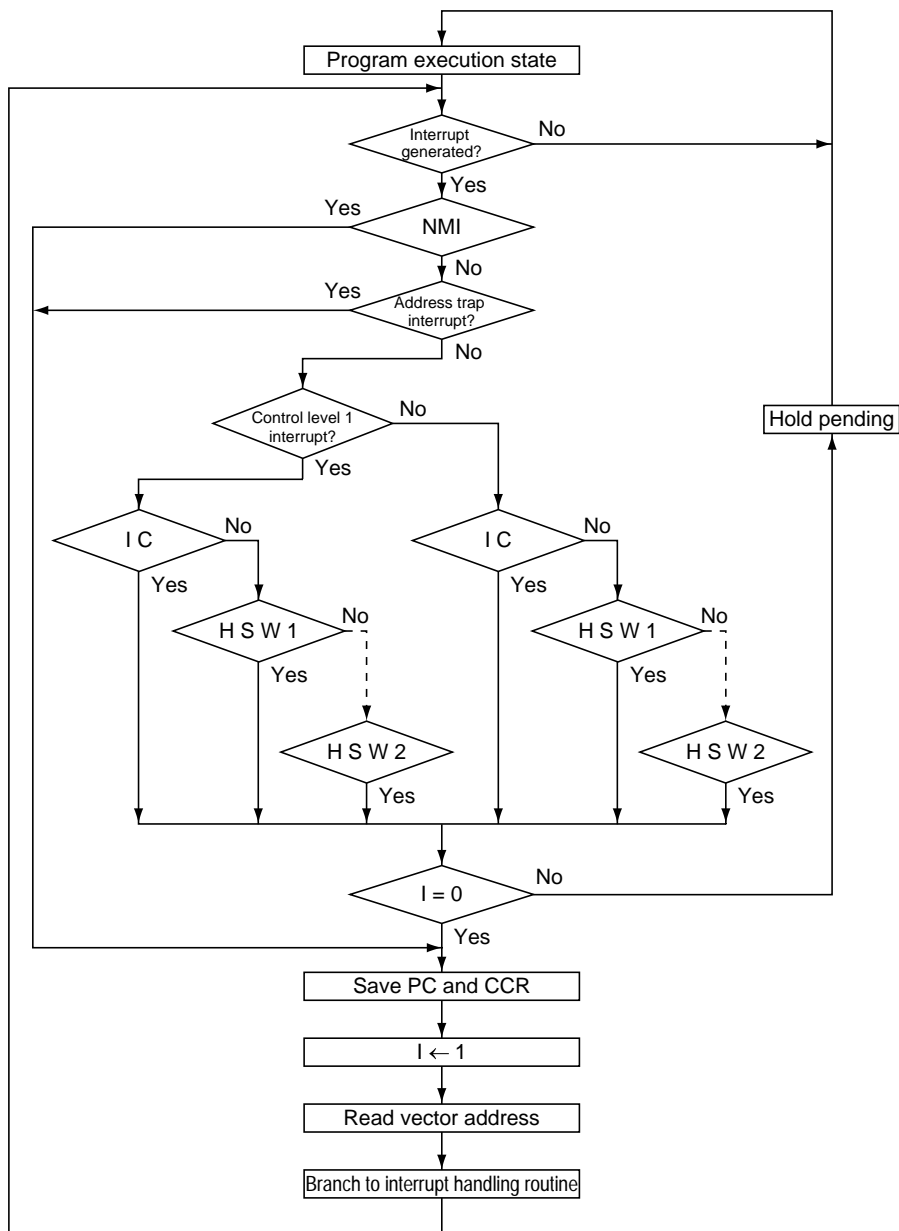 Program execution state
Interrupt
generated?
No
Yes
Yes
NMI
No
Yes
Address trap
interrupt?
No
Control level 1
interrupt?
No
Hold pending
Yes
I C
No
I C
No
Yes
Yes
H S W 1
No
H S W 1
No
Yes
Yes
H S W 2
H S W 2
Yes
Yes
I = 0
No
Yes
Save PC and CCR
I ← 1
Read vector address
Branch to interrupt handling routine